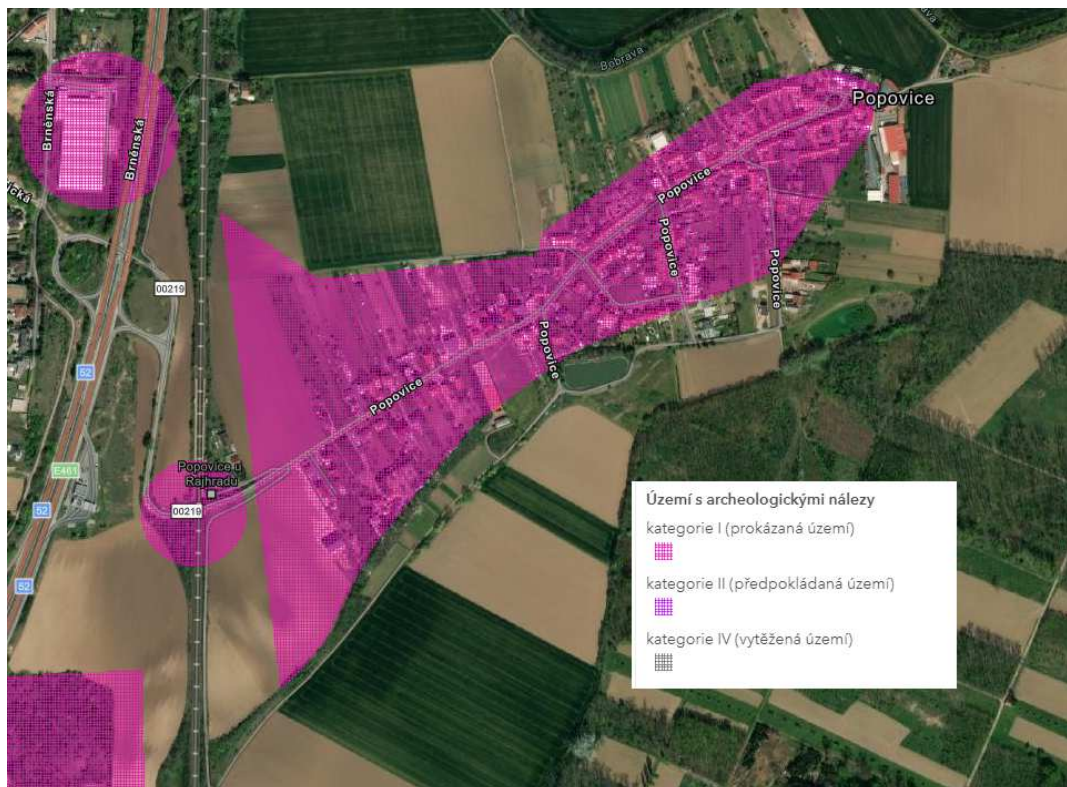 Bobrava
Popovice
Brněnská
Brněnská
Popovice
Popovice
Popovice
00219
Popovice
Popovice
52
E461
Popovice u
Rajhradu
00219
52
52
Území s archeologickými nálezy
kategorie I (prokázaná území)
kategorie II (předpokládaná území)
kategorie IV (vytěžená území)